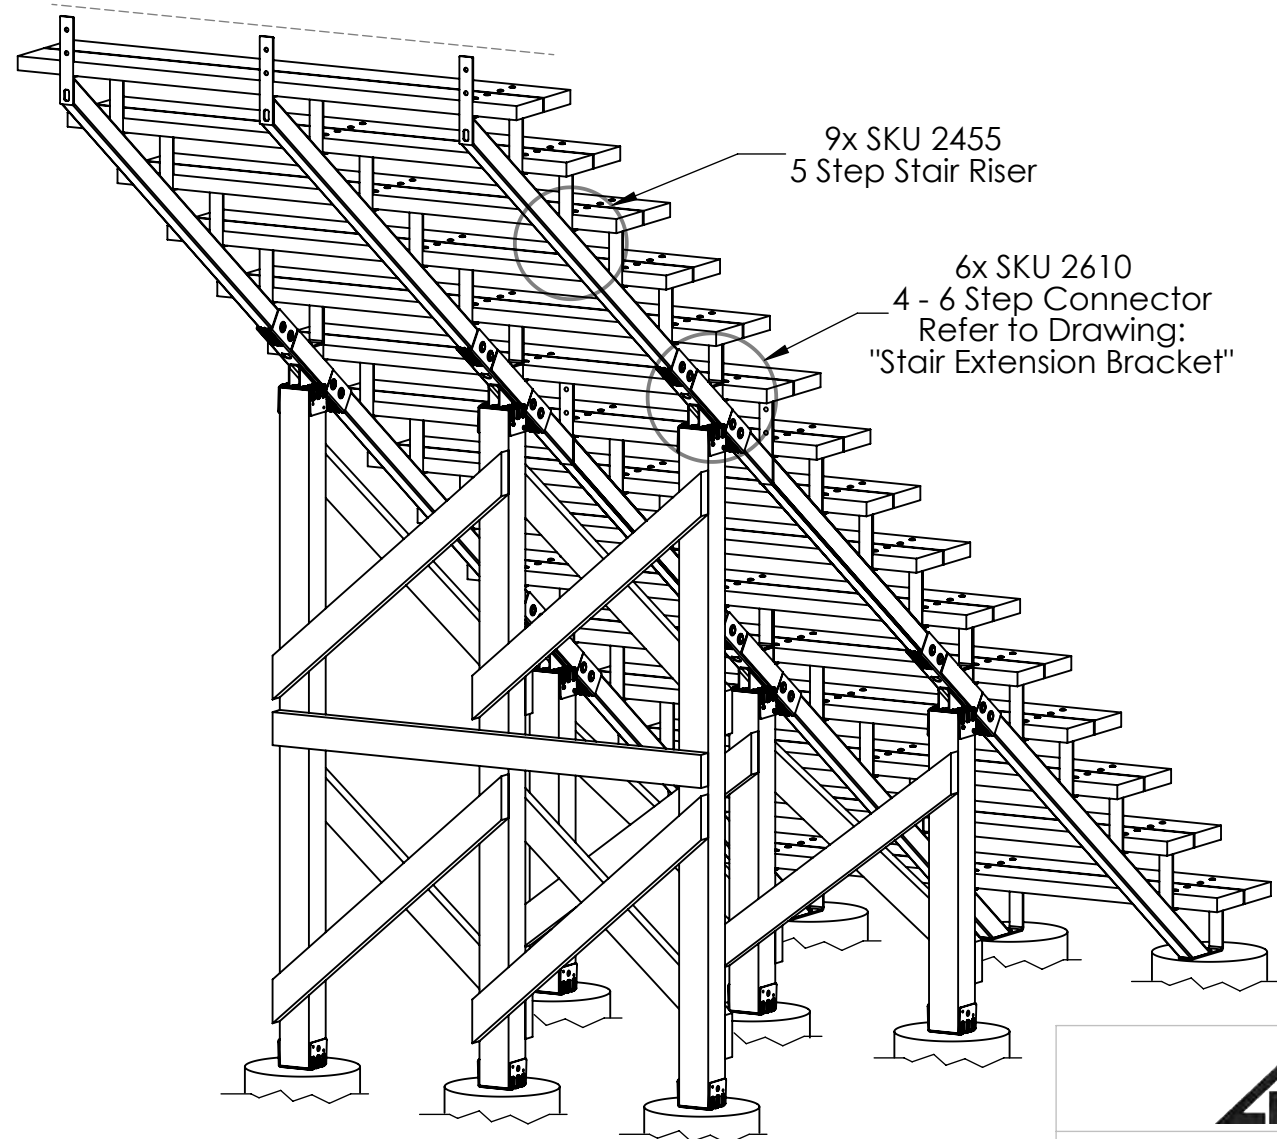 9x SKU 2455
5 Step Stair Riser
6x SKU 2610
4 - 6 Step Connector
Refer to Drawing:
"Stair Extension Bracket"